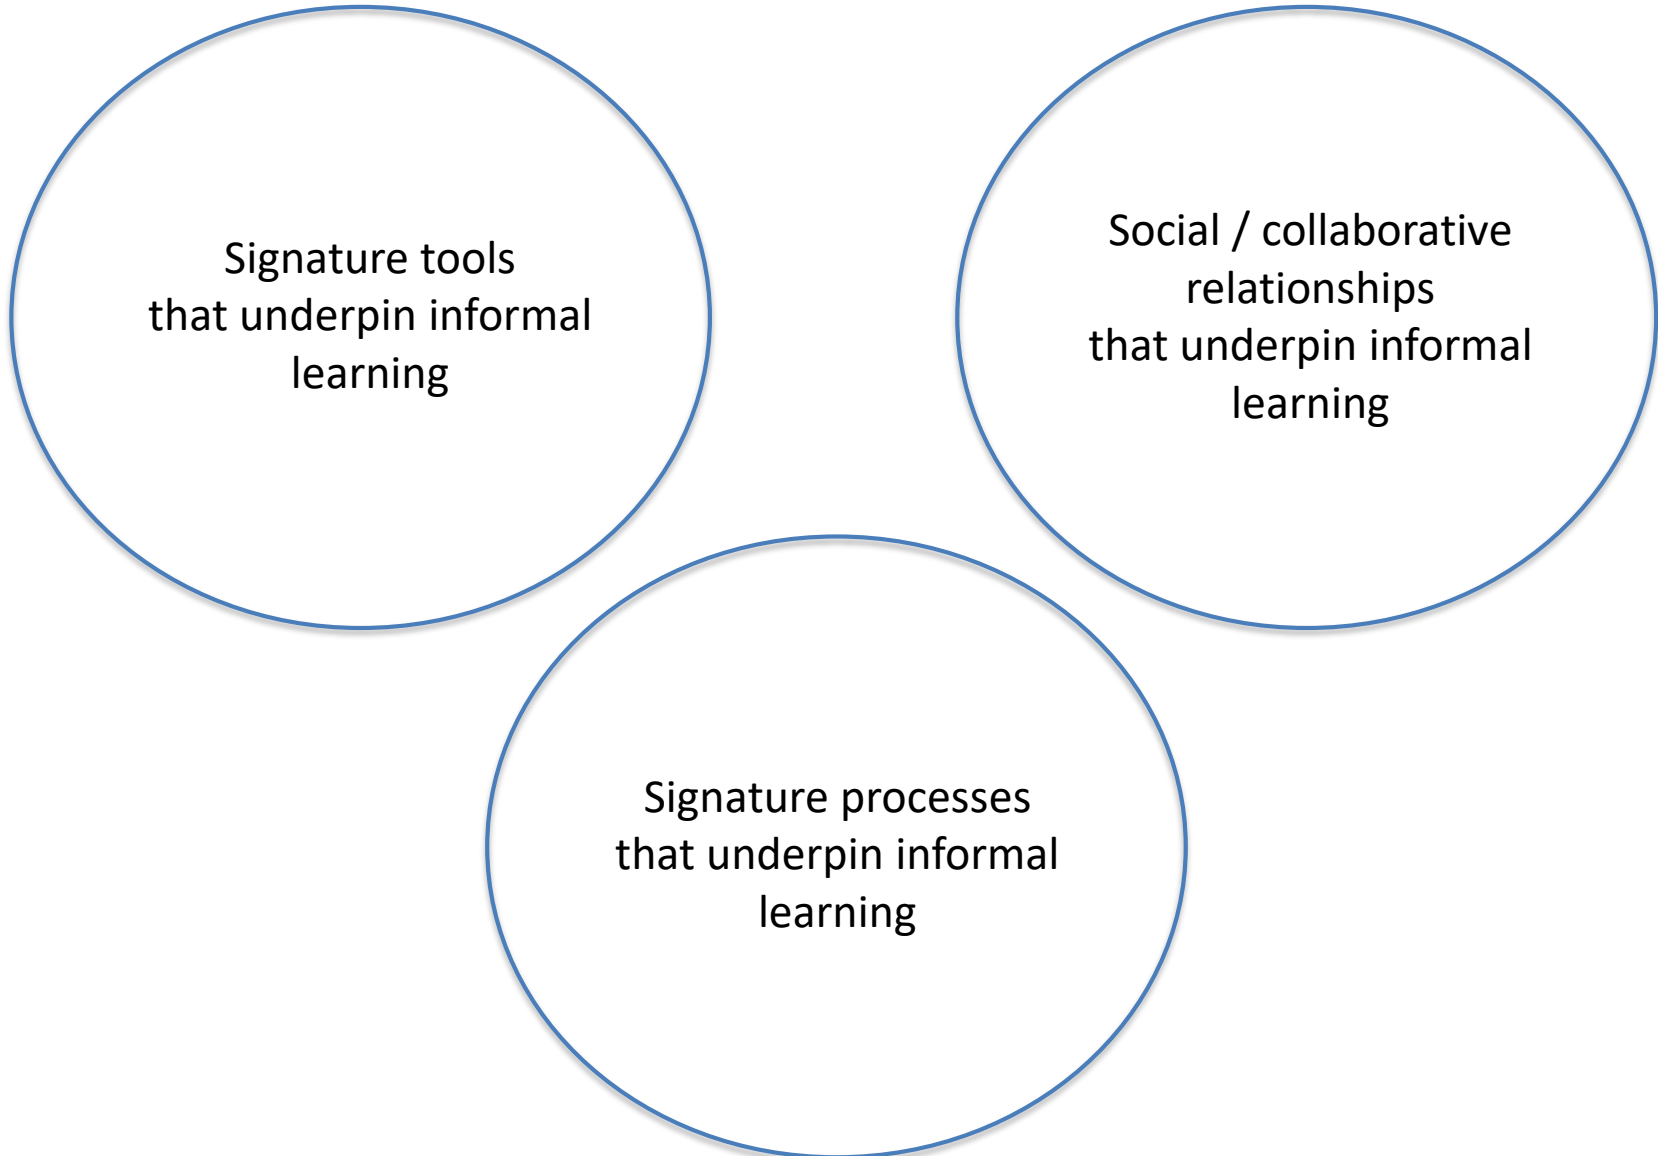 Signature tools
that underpin informal
learning
Social / collaborative
relationships
that underpin informal
learning
Signature processes
that underpin informal
learning